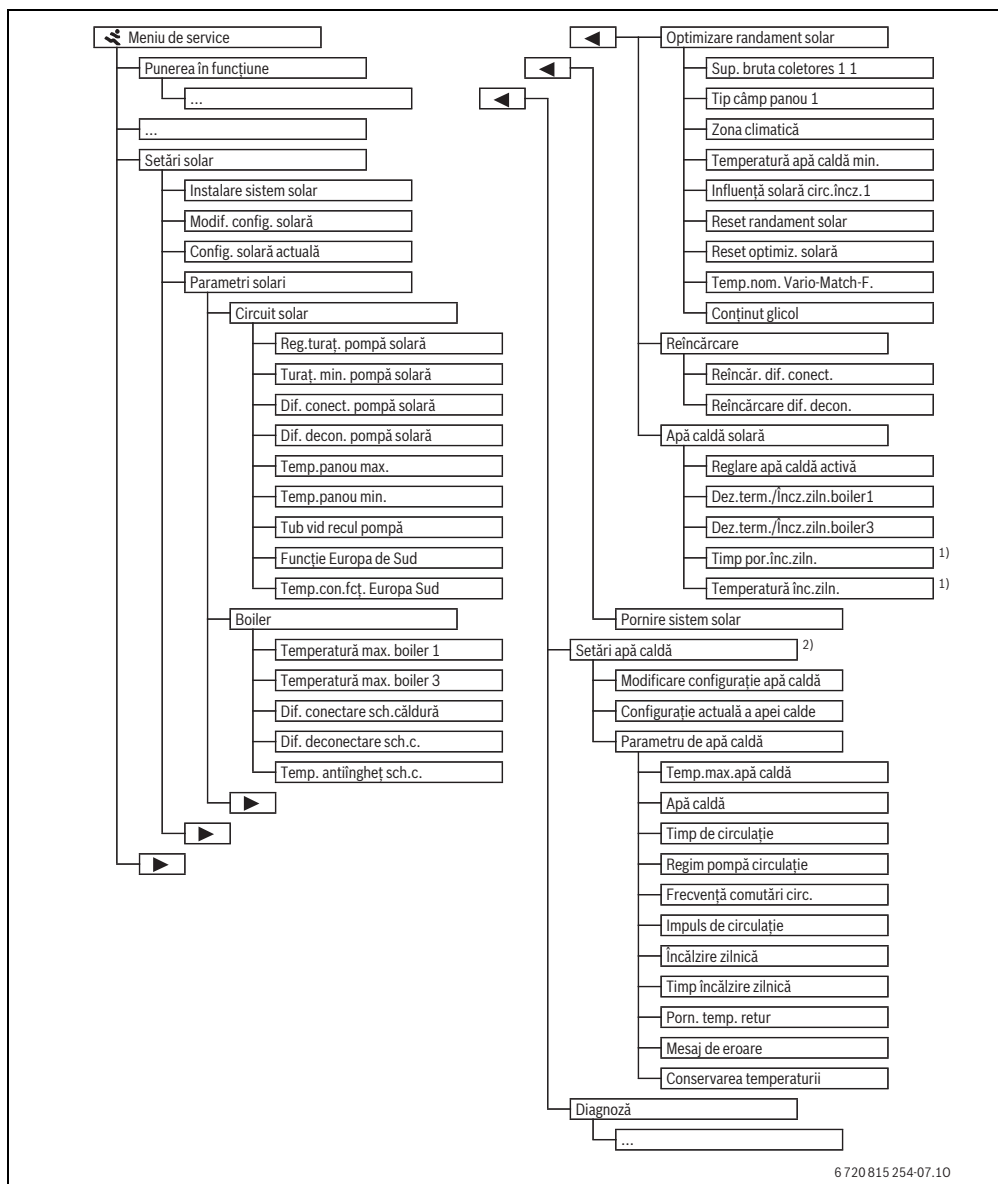 Meniu de service
Punerea în funcțiune
...
...
Setări solar
Instalare sistem solar
Modif. config. solară
Config. solară actuală
Parametri solari
Circuit solar
Reg.turaț. pompă solară
Turaț. min. pompă solară
Dif. conect. pompă solară
Dif. decon. pompă solară
Temp.panou max.
Temp.panou min.
Tub vid recul pompă
Funcție Europa de Sud
Temp.con.fcț. Europa Sud
Boiler
Temperatură max. boiler 1
Temperatură max. boiler 3
Dif. conectare sch.căldură
Dif. deconectare sch.c.
Temp. antiîngheț sch.c.
Optimizare randament solar
Sup. bruta coletores 1 1
Tip câmp panou 1
Zona climatică
Temperatură apă caldă min.
Influență solară circ.încz.1
Reset randament solar
Reset optimiz. solară
Temp.nom. Vario-Match-F.
Conținut glicol
Reîncărcare
Reîncăr. dif. conect.
Reîncărcare dif. decon.
Apă caldă solară
Reglare apă caldă activă
Dez.term./Încz.ziln.boiler1
Dez.term./Încz.ziln.boiler3
Timp por.înc.ziln. 1)
Temperatură înc.ziln. 1)
Pornire sistem solar
Setări apă caldă 2)
Modificare configurație apă caldă
Configurație actuală a apei calde
Parametru de apă caldă
Temp.max.apă caldă
Apă caldă
Timp de circulație
Regim pompă circulație
Frecvență comutări circ.
Impuls de circulație
Încălzire zilnică
Timp încălzire zilnică
Porn. temp. retur
Mesaj de eroare
Conservarea temperaturii
Diagnoză
...
6 720 815 254-07.1O